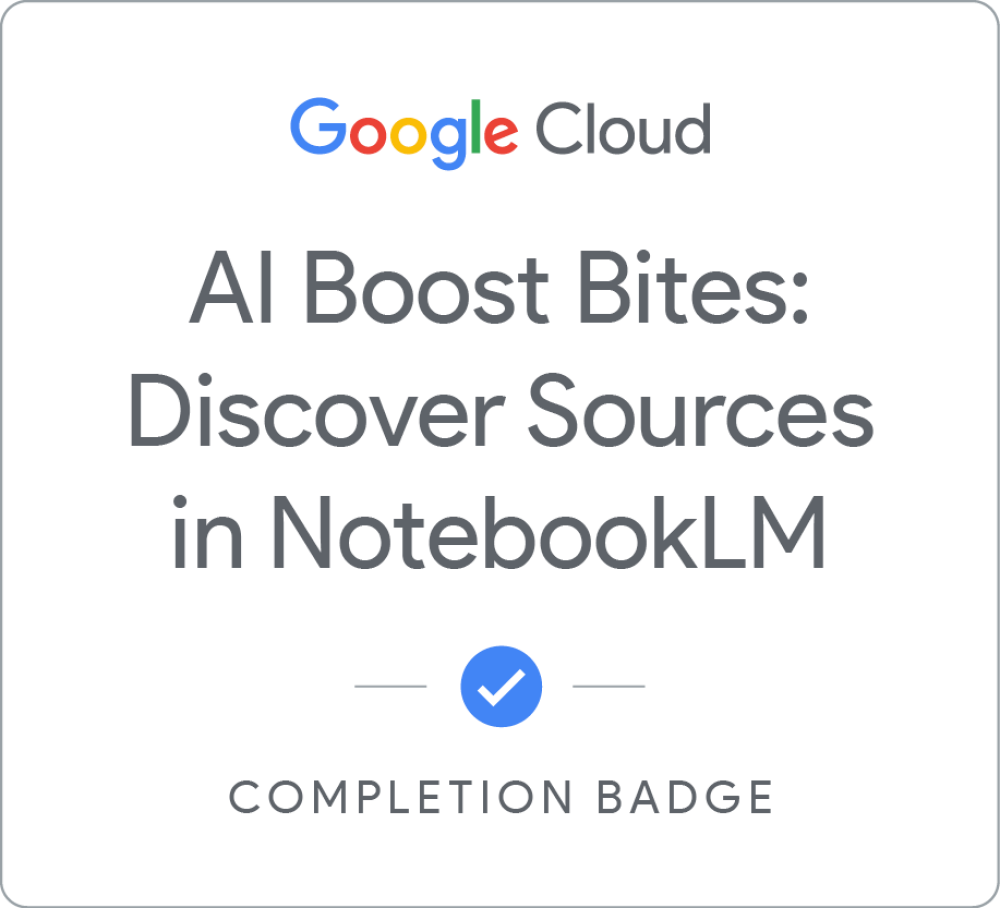 Google Cloud
AI Boost Bites:
Discover Sources
in NotebookLM
COMPLETION BADGE